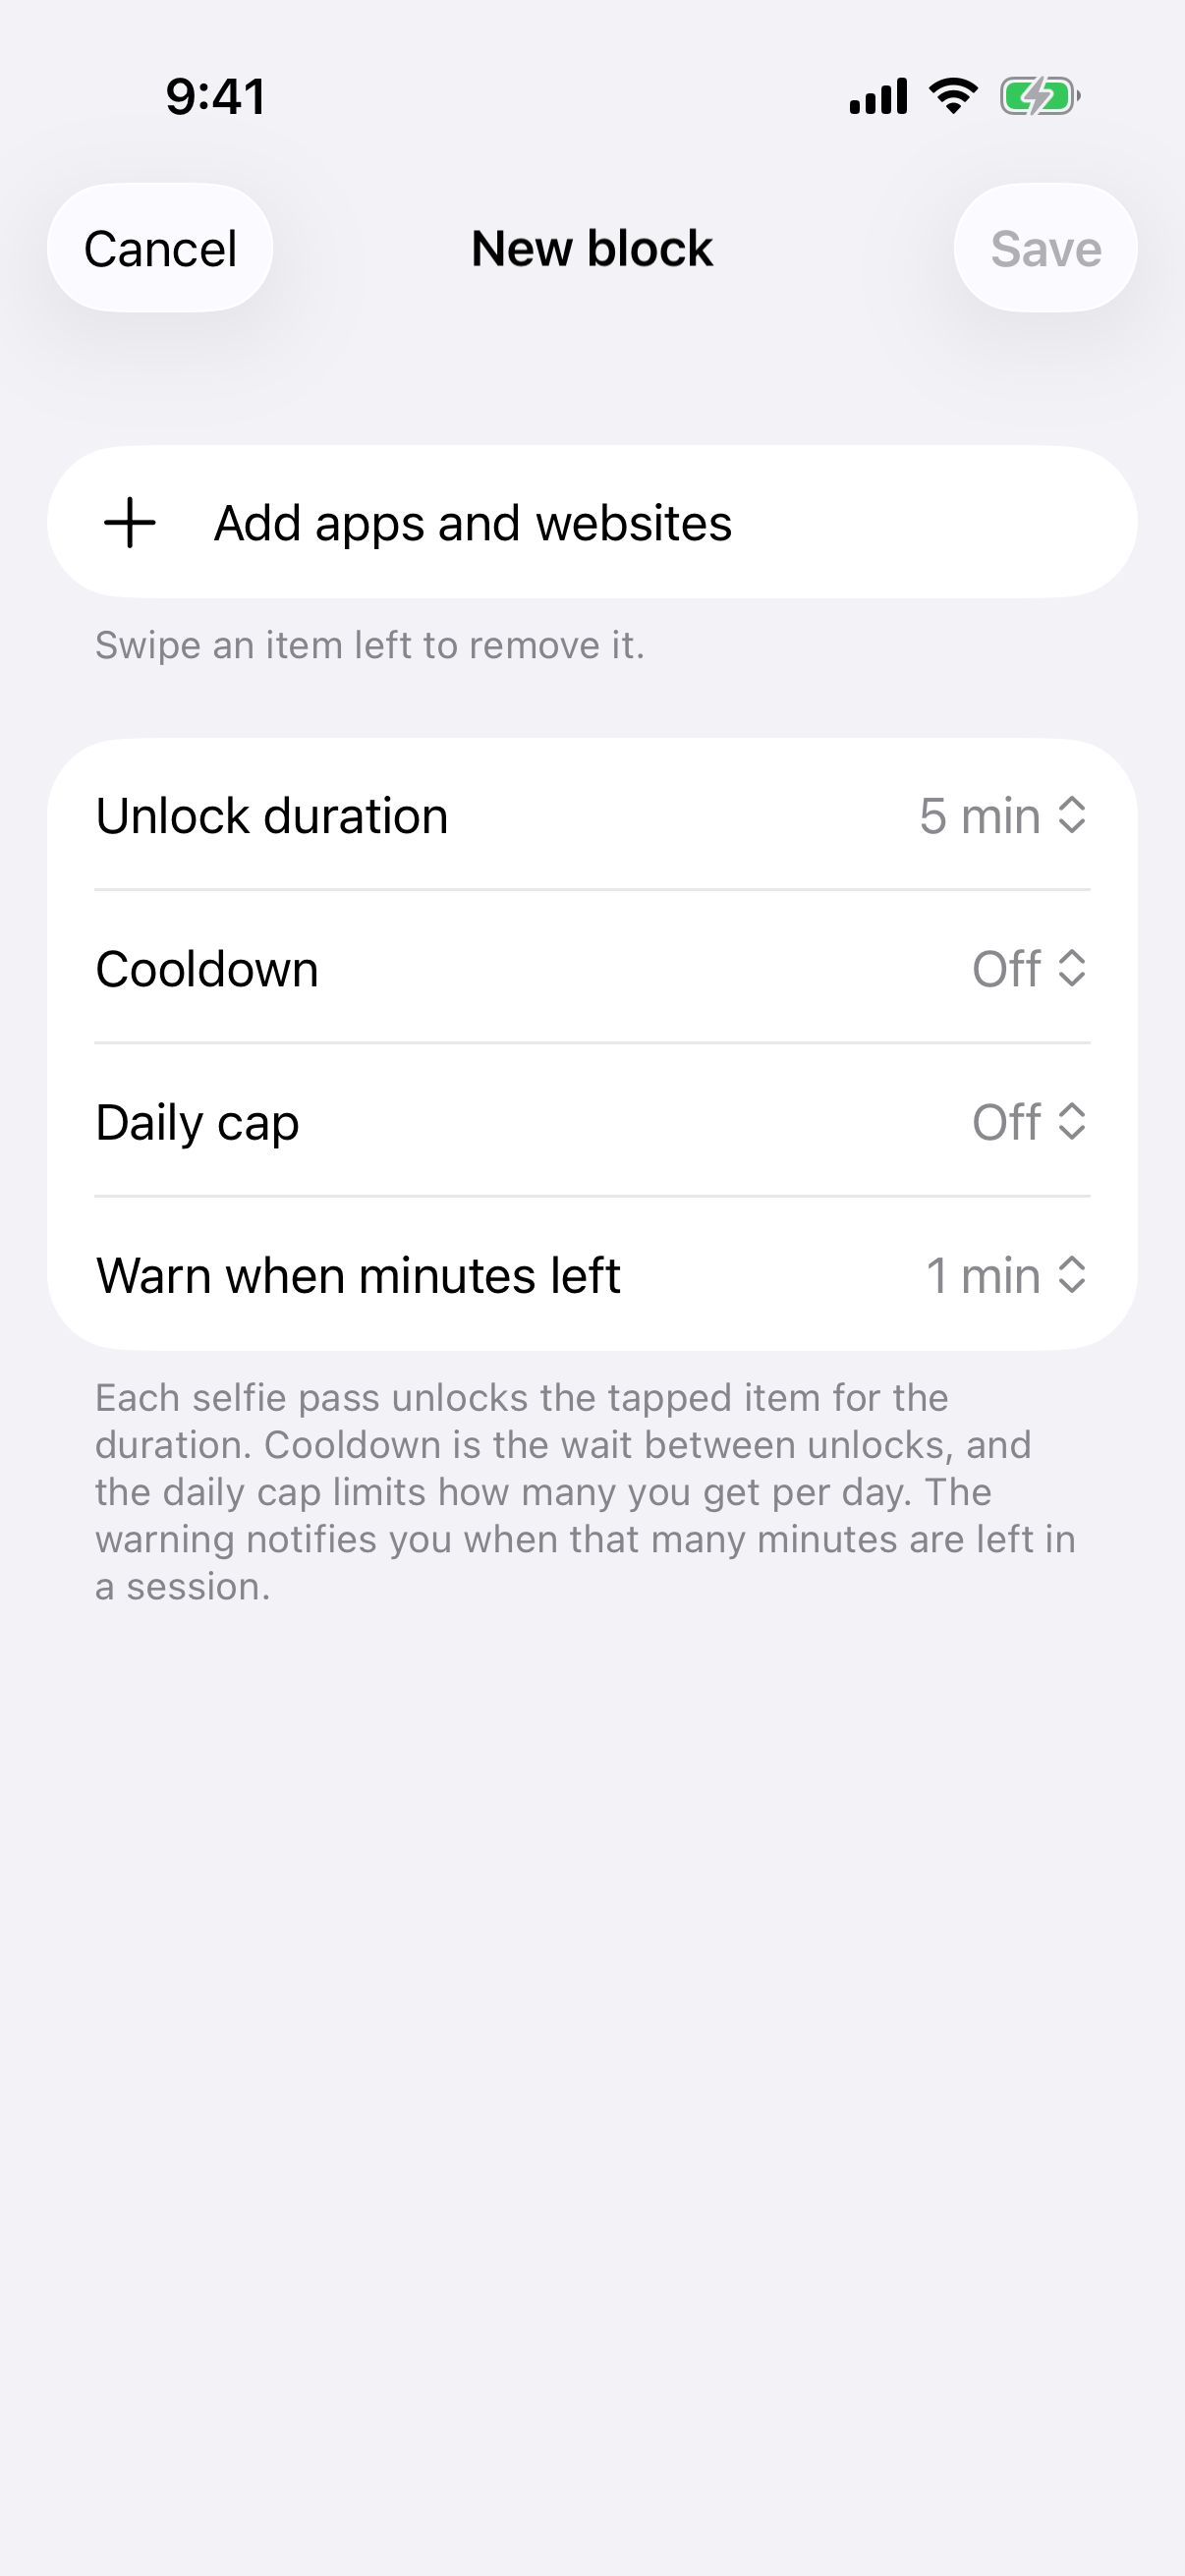 9:41
Cancel
New block
Save
Add apps and websites
Swipe an item left to remove it.
Unlock duration
5 min
Cooldown
Off
Daily cap
Off
Warn when minutes left
1 min
Each selfie pass unlocks the tapped item for the
duration. Cooldown is the wait between unlocks, and
the daily cap limits how many you get per day. The
warning notifies you when that many minutes are left in
a session.